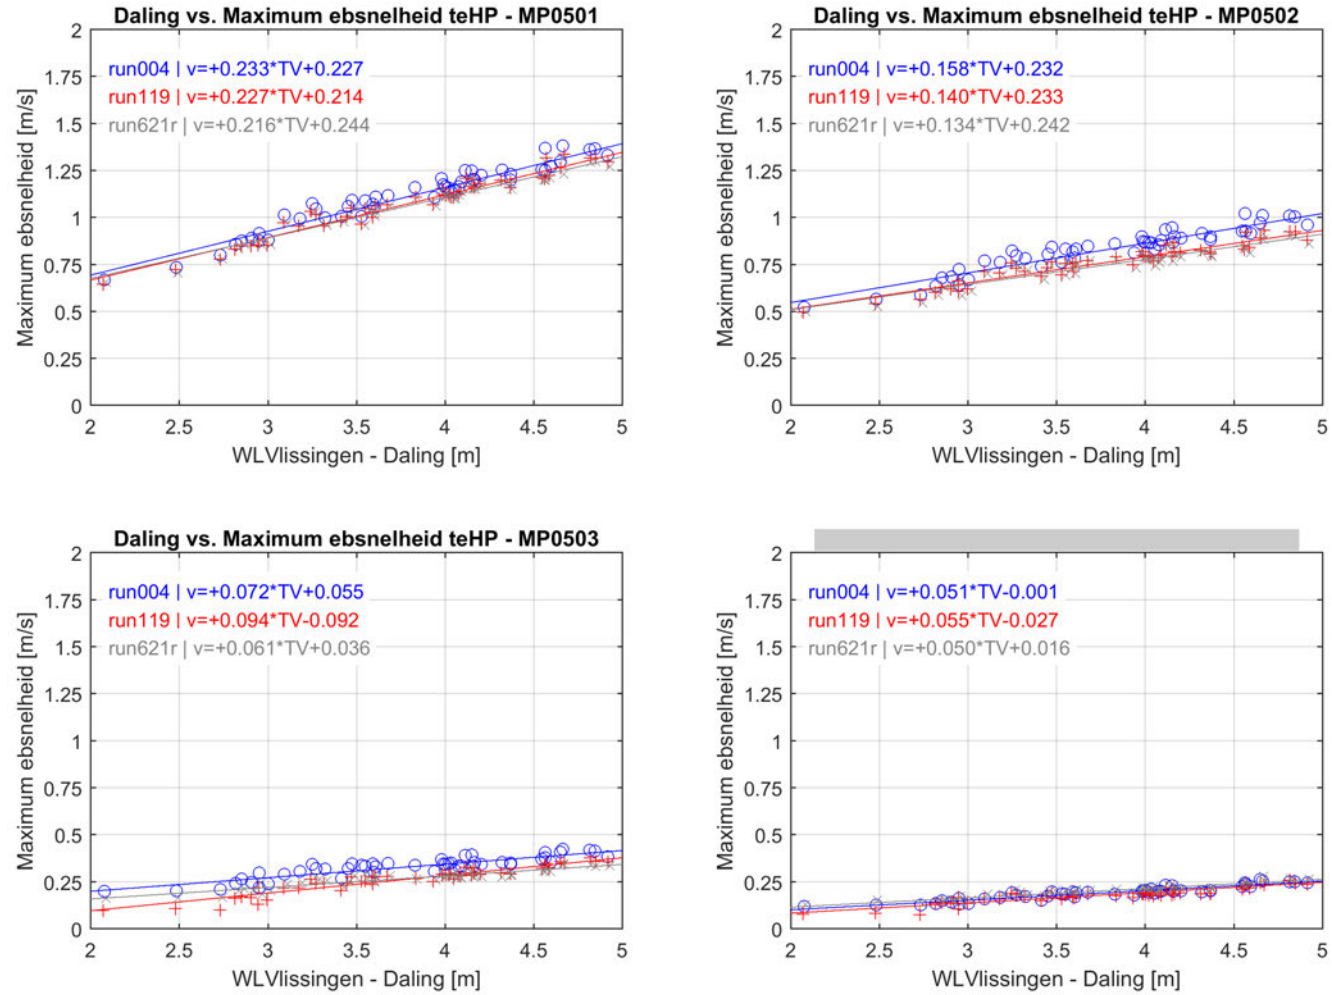 Daling vs. Maximum ebsnelheid teHP - MP0501
2
1.75
1.5
1.25
1
0.75
0.5
0.25
0
Maximum ebsnelheid [m/s]
run004 | v=+0.233*TV+0.227
run119 | v=+0.227*TV+0.214
run621r | v=+0.216*TV+0.244
2 2.5 3 3.5 4 4.5 5
WLVlissingen - Daling [m]
Daling vs. Maximum ebsnelheid teHP - MP0502
2
1.75
1.5
1.25
1
0.75
0.5
0.25
0
Maximum ebsnelheid [m/s]
run004 | v=+0.158*TV+0.232
run119 | v=+0.140*TV+0.233
run621r | v=+0.134*TV+0.242
2 2.5 3 3.5 4 4.5 5
WLVlissingen - Daling [m]
Daling vs. Maximum ebsnelheid teHP - MP0503
2
1.75
1.5
1.25
1
0.75
0.5
0.25
0
Maximum ebsnelheid [m/s]
run004 | v=+0.072*TV+0.055
run119 | v=+0.094*TV-0.092
run621r | v=+0.061*TV+0.036
2 2.5 3 3.5 4 4.5 5
WLVlissingen - Daling [m]
2
1.75
1.5
1.25
1
0.75
0.5
0.25
0
Maximum ebsnelheid [m/s]
run004 | v=+0.051*TV-0.001
run119 | v=+0.055*TV-0.027
run621r | v=+0.050*TV+0.016
2 2.5 3 3.5 4 4.5 5
WLVlissingen - Daling [m]